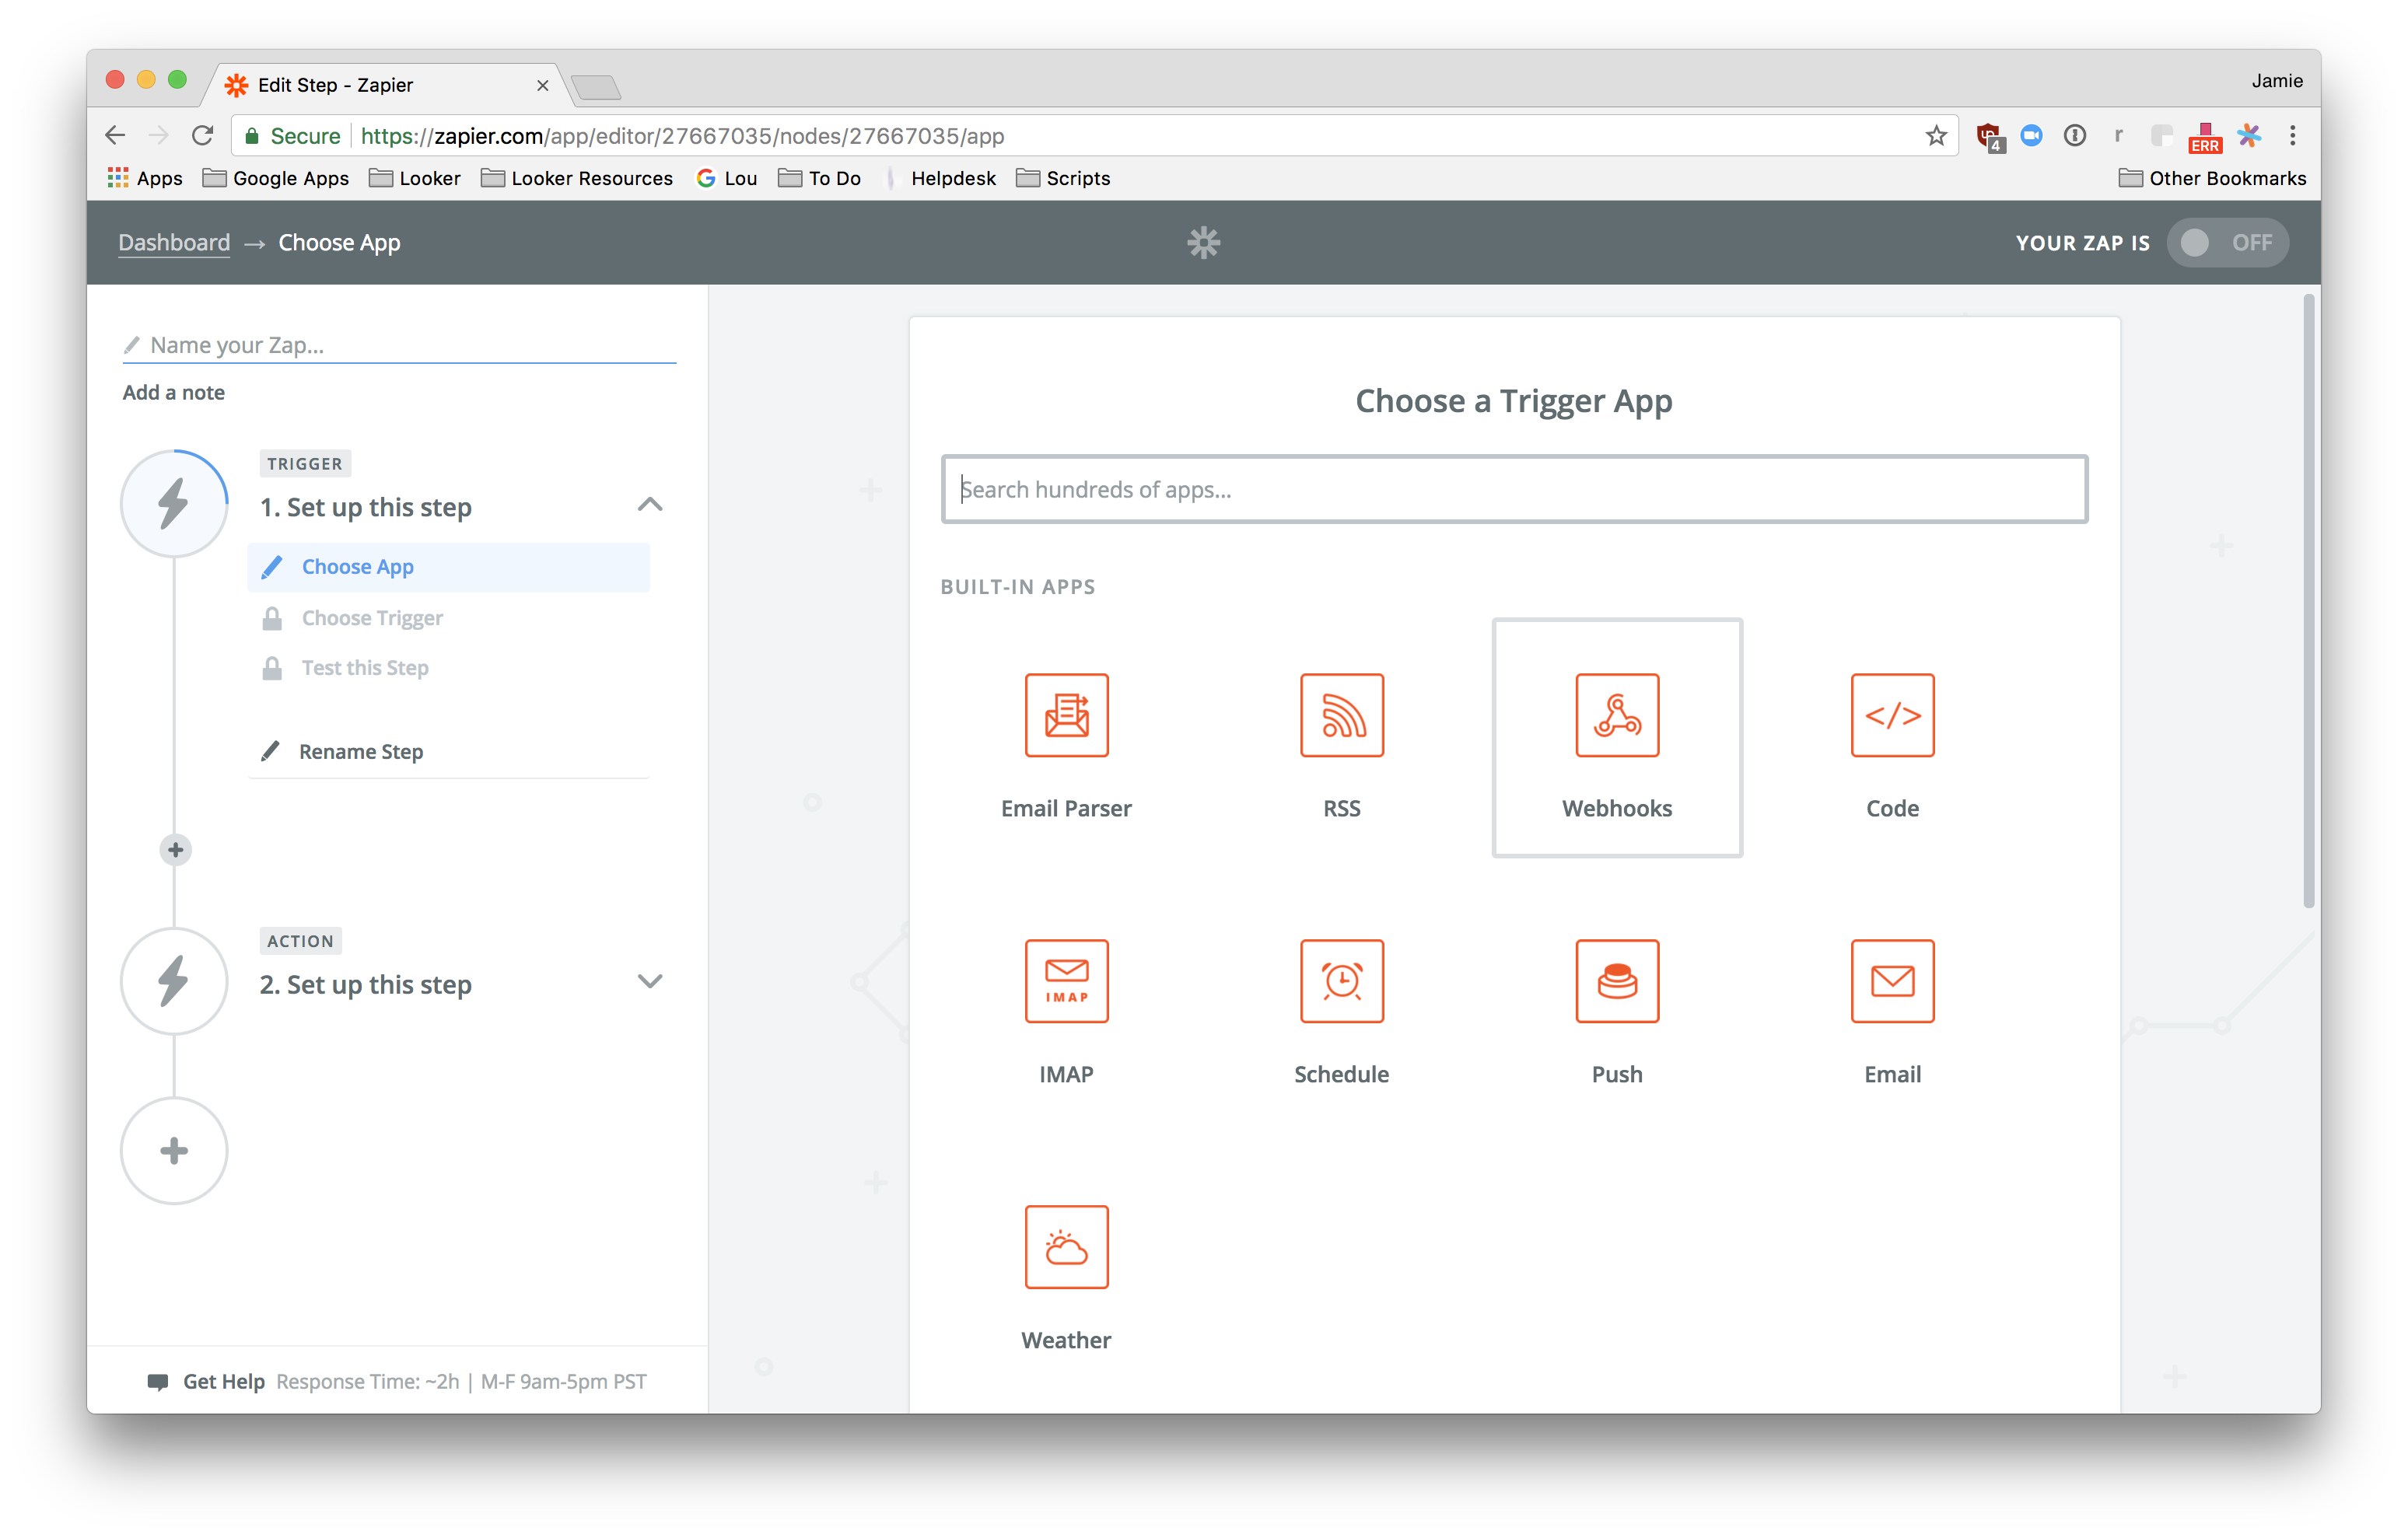 Edit Step - Zapier
Jamie
Secure https://zapier.com/app/editor/27667035/nodes/27667035/app
4
r
ERR
Apps Google Apps Looker Looker Resources Lou To Do Helpdesk Scripts Other Bookmarks
Dashboard → Choose App
YOUR ZAP IS OFF
Name your Zap...
Add a note
TRIGGER
1. Set up this step
Choose App
Choose Trigger
Test this Step
Rename Step
ACTION
2. Set up this step
Get Help Response Time: ~2h | M-F 9am-5pm PST
Choose a Trigger App
Search hundreds of apps...
BUILT-IN APPS
Email Parser RSS Webhooks </> Code
IMAP
IMAP Schedule Push Email
Weather